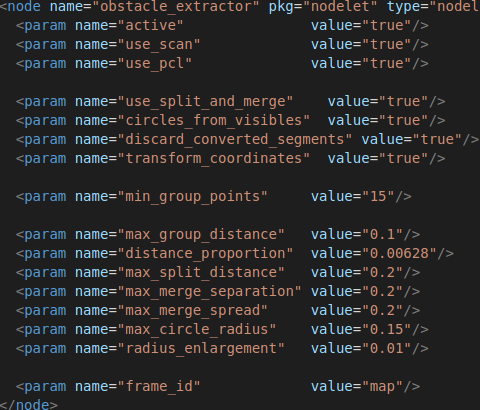 <node name="obstacle_extractor" pkg="nodelet" type="nodel
<param name="active" value="true"/>
<param name="use_scan" value="true"/>
<param name="use_pcl" value="true"/>
<param name="use_split_and_merge" value="true"/>
<param name="circles_from_visibles" value="true"/>
<param name="discard_converted_segments" value="true"/>
<param name="transform_coordinates" value="true"/>
<param name="min_group_points" value="15"/>
<param name="max_group_distance" value="0.1"/>
<param name="distance_proportion" value="0.00628"/>
<param name="max_split_distance" value="0.2"/>
<param name="max_merge_separation" value="0.2"/>
<param name="max_merge_spread" value="0.2"/>
<param name="max_circle_radius" value="0.15"/>
<param name="radius_enlargement" value="0.01"/>
<param name="frame_id" value="map"/>
</node>